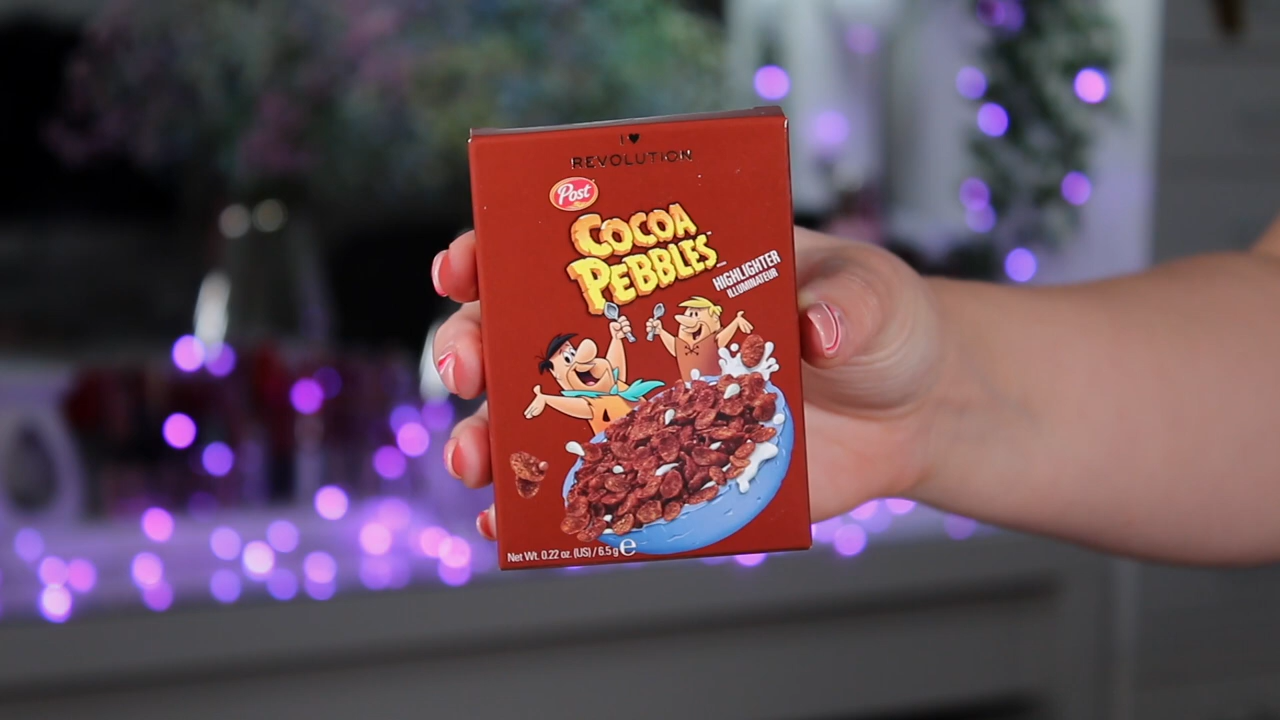 I ♥
REVOLUTION
Post
COCOA
PEBBLES
HIGHLIGHTER
ILLUMINATEUR
Net Wt. 0.22 oz. (US) / 6.5 g ℮